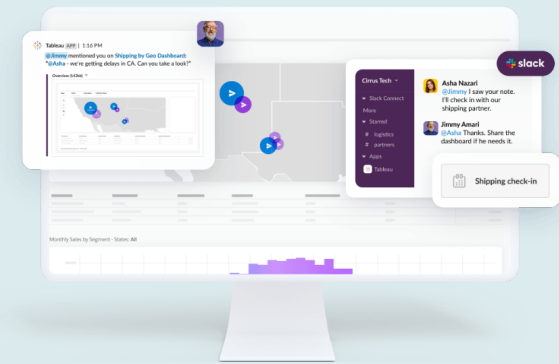 Tableau APP | 1:16 PM
@Jimmy mentioned you on Shipping by Geo Dashboard:
"@Asha - we're getting delays in CA. Can you take a look?"
slack
Cirrus Tech
Slack Connect
More
Starred
# logistics
# partners
Apps
Tableau
Asha Nazari
@Jimmy I saw your note.
I'll check in with our
shipping partner.
Jimmy Amari
@Asha Thanks. Share the
dashboard if he needs it.
Shipping check-in
Monthly Sales by Segment - States: All